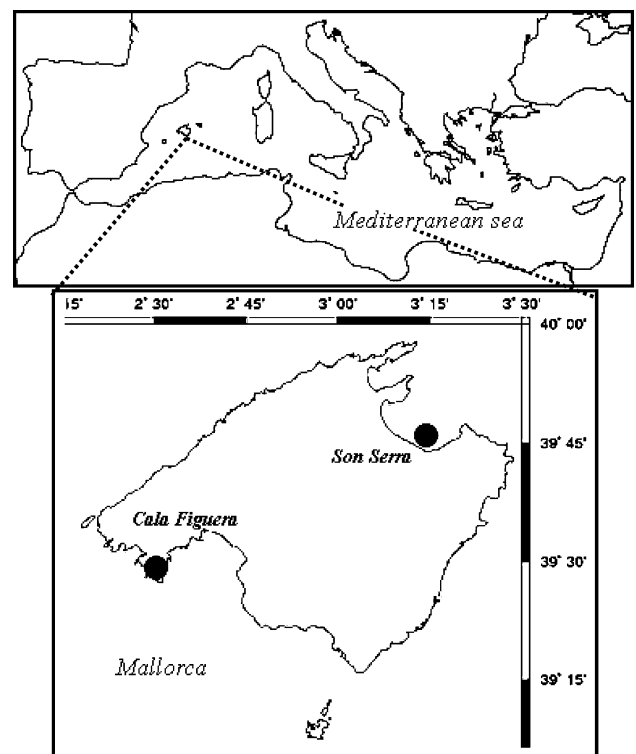 Mediterranean sea
15' 2° 30' 2° 45' 3° 00' 3° 15' 3° 30'
40° 00'
39° 45'
Son Serra
Cala Figuera
39° 30'
Mallorca
39° 15'